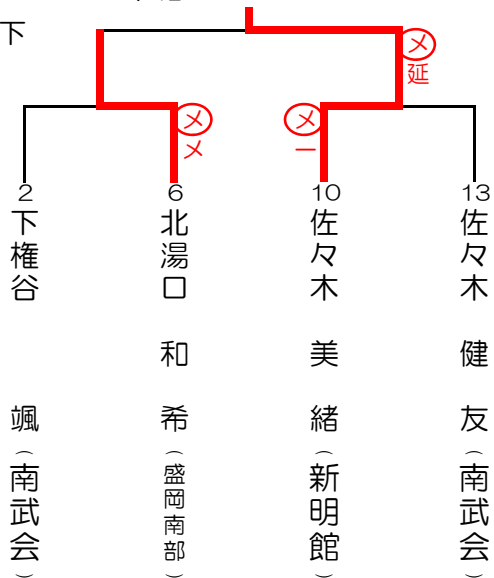 下
㋱
延
㋱
メ
㋱
一
2
下権谷 颯(南武会)
6
北湯口 和希(盛岡南部)
10
佐々木 美緒(新明館)
13
佐々木 健友(南武会)